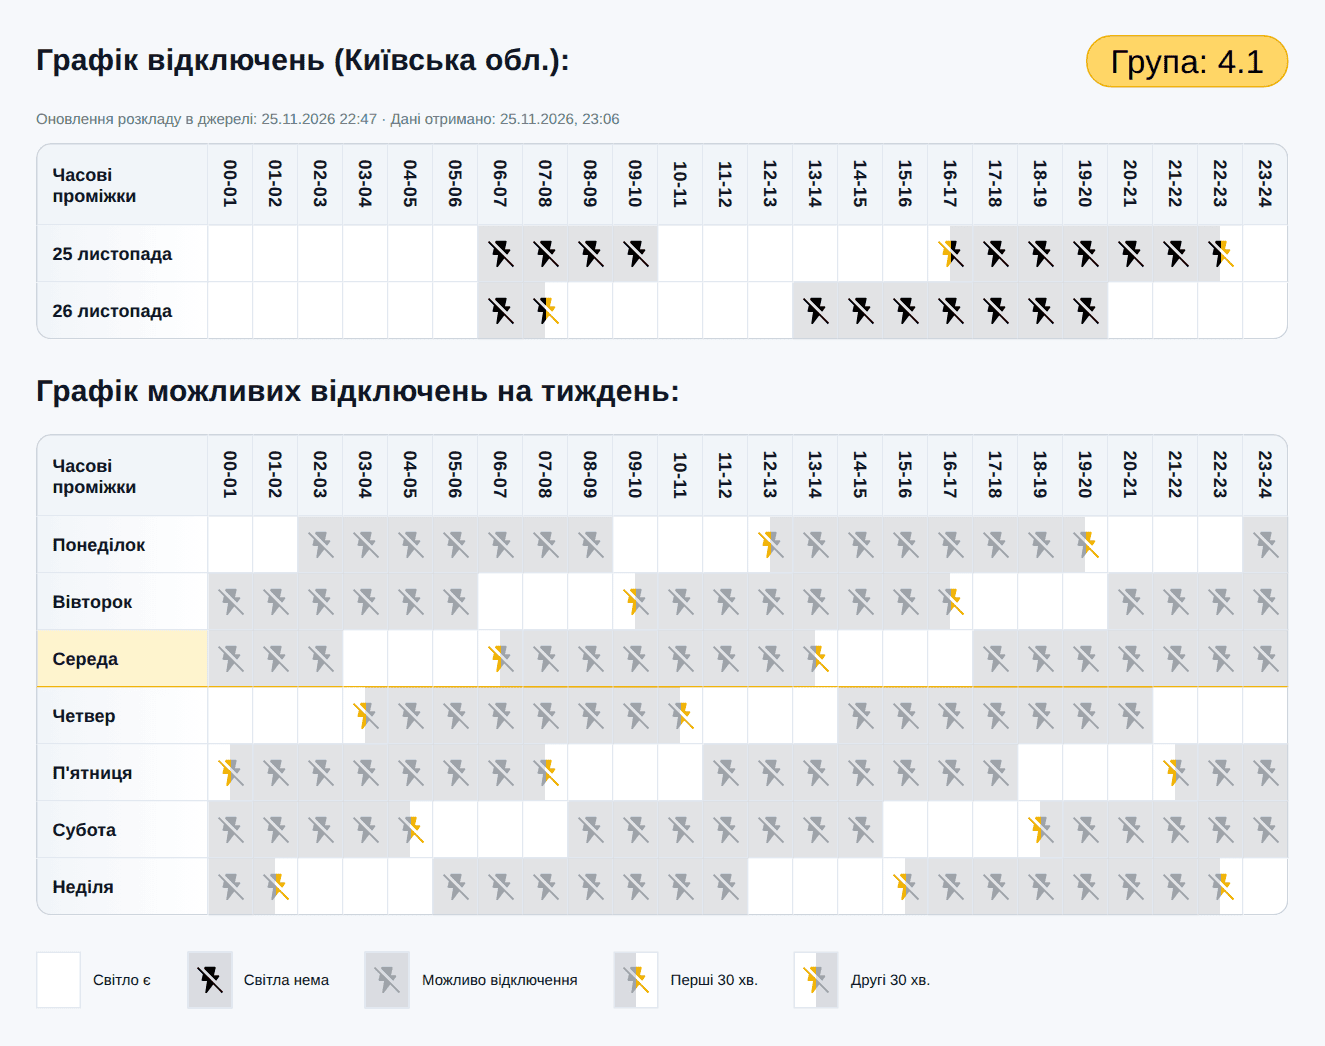 Графік відключень (Київська обл.):
Група: 4.1
Оновлення розкладу в джерелі: 25.11.2026 22:47 · Дані отримано: 25.11.2026, 23:06
Часові проміжки 00-01 01-02 02-03 03-04 04-05 05-06 06-07 07-08 08-09 09-10 10-11 11-12 12-13 13-14 14-15 15-16 16-17 17-18 18-19 19-20 20-21 21-22 22-23 23-24
25 листопада
26 листопада
Графік можливих відключень на тиждень:
Часові проміжки 00-01 01-02 02-03 03-04 04-05 05-06 06-07 07-08 08-09 09-10 10-11 11-12 12-13 13-14 14-15 15-16 16-17 17-18 18-19 19-20 20-21 21-22 22-23 23-24
Понеділок
Вівторок
Середа
Четвер
П'ятниця
Субота
Неділя
Світло є Світла нема Можливо відключення Перші 30 хв. Другі 30 хв.